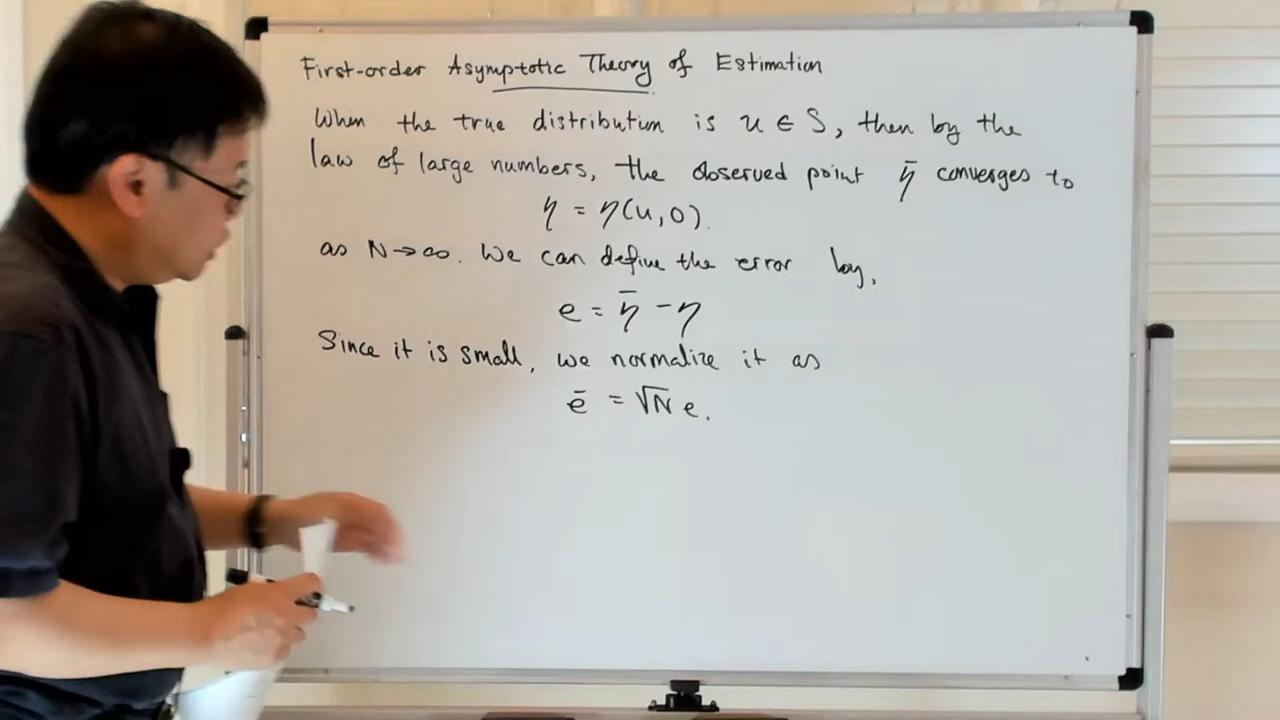 First-order Asymptotic Theory of Estimation
When the true distribution is u ∈ S, then by the
law of large numbers, the observed point η̄ converges to
η = η(u, 0).
as N→∞. We can define the error by,
e = η̄ - η
Since it is small, we normalize it as
ē = √N e.